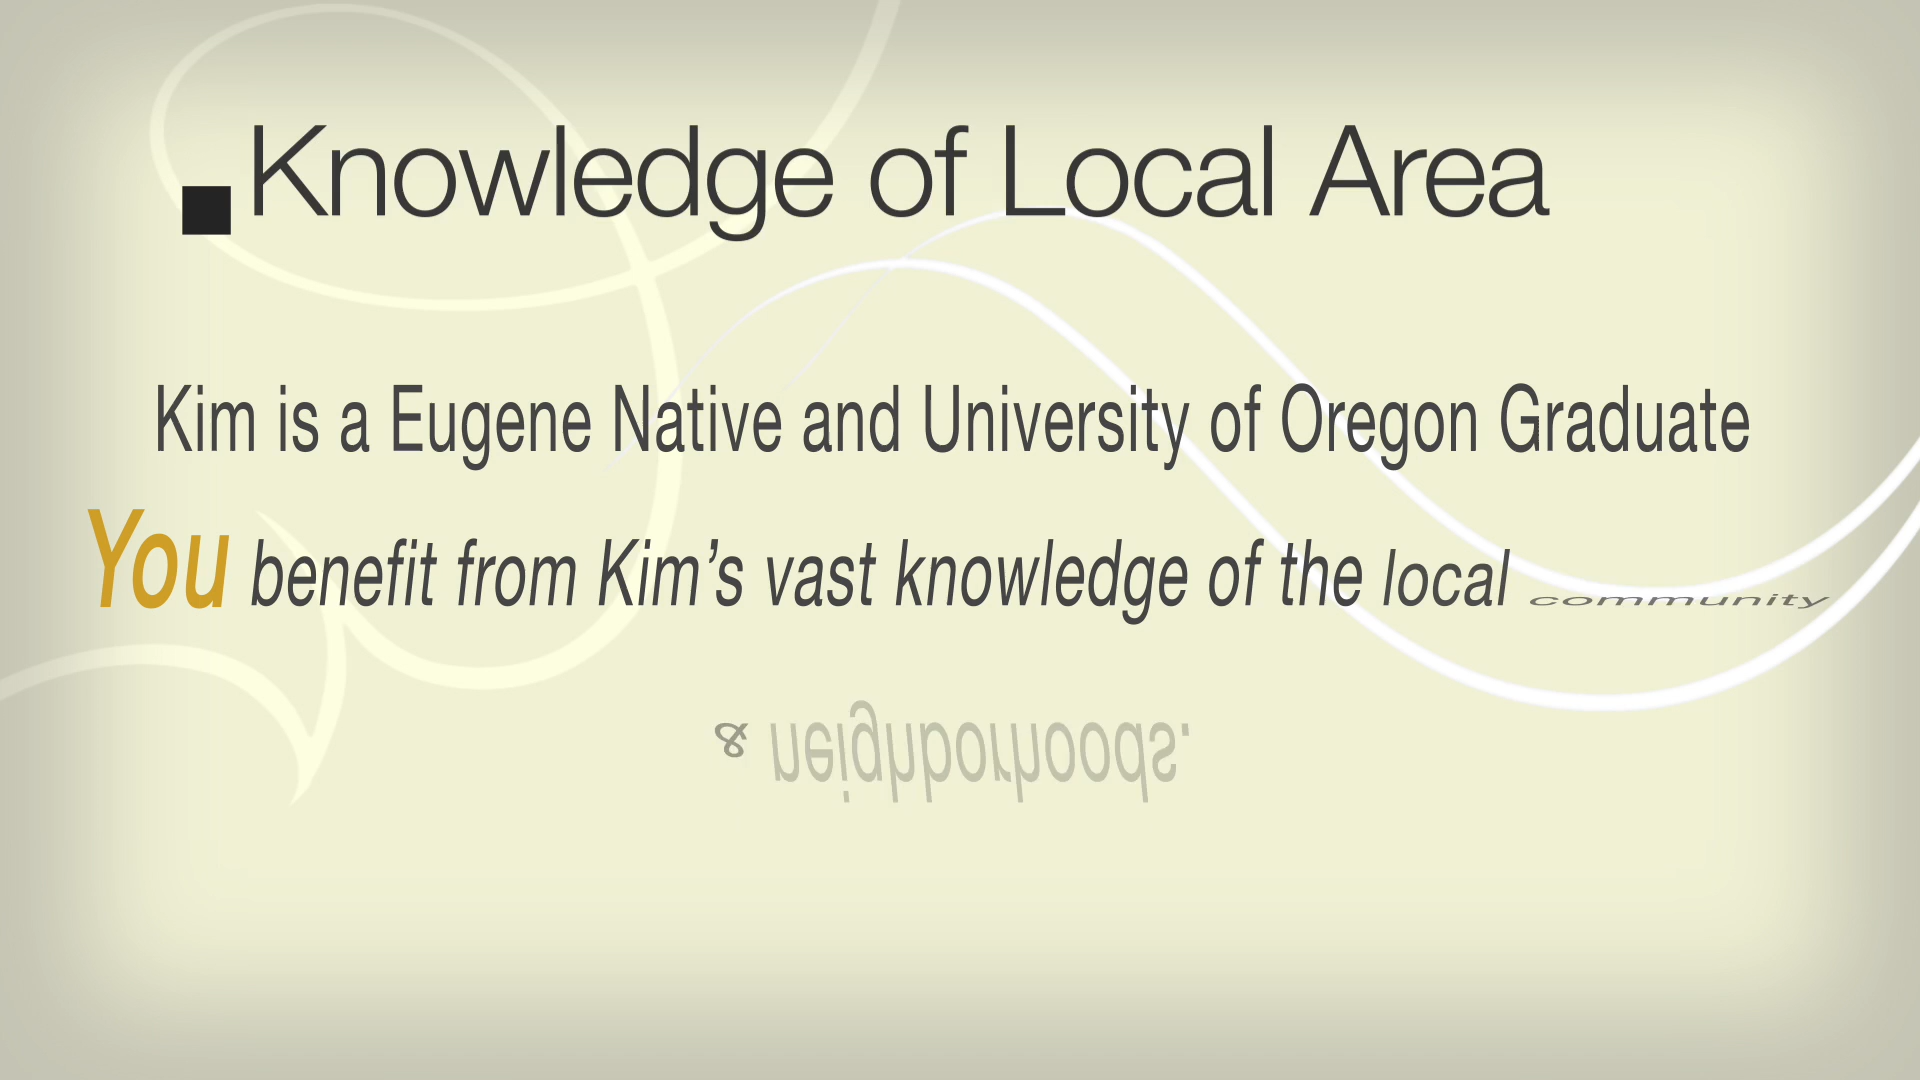 Knowledge of Local Area
Kim is a Eugene Native and University of Oregon Graduate
You benefit from Kim's vast knowledge of the local community
& neighborhoods.